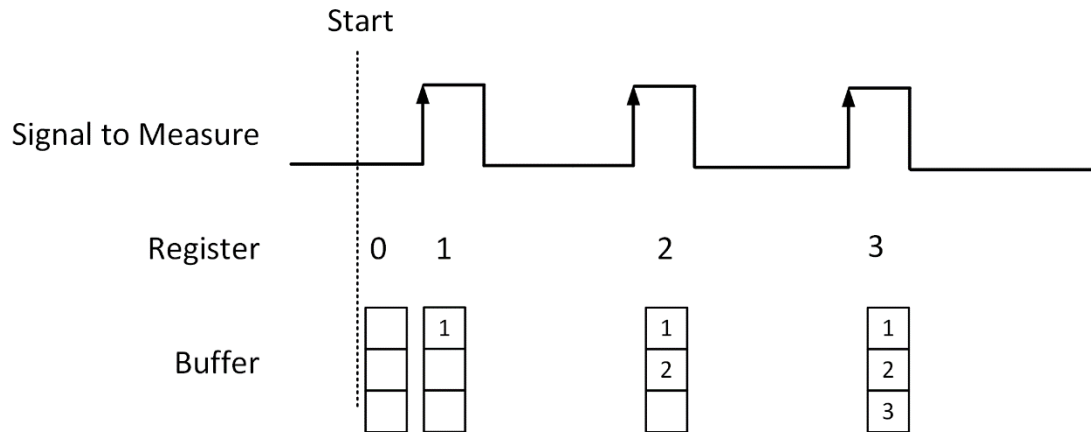 Start
Signal to Measure
Register 0 1 2 3
1 1 1
Buffer 2 2
3